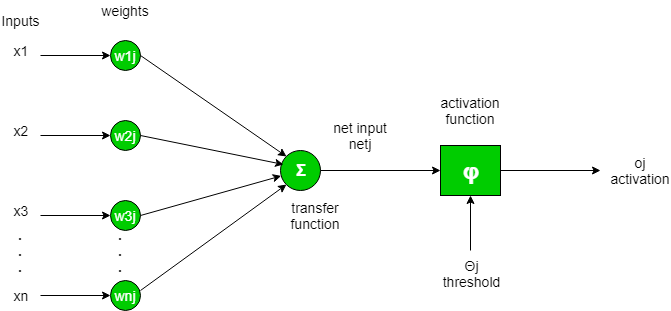 Inputs
weights
x1
w1j
x2
w2j
x3
w3j
xn
wnj
Σ
transfer
function
net input
netj
activation
function
φ
Θj
threshold
oj
activation